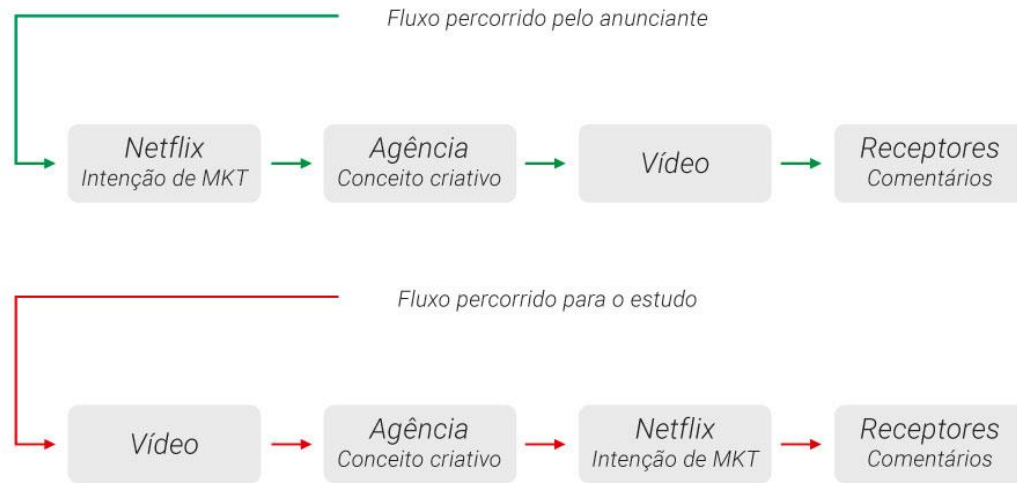 Fluxo percorrido pelo anunciante
Netflix
Intenção de MKT
Agência
Conceito criativo
Vídeo
Receptores
Comentários
Fluxo percorrido para o estudo
Vídeo
Agência
Conceito criativo
Netflix
Intenção de MKT
Receptores
Comentários